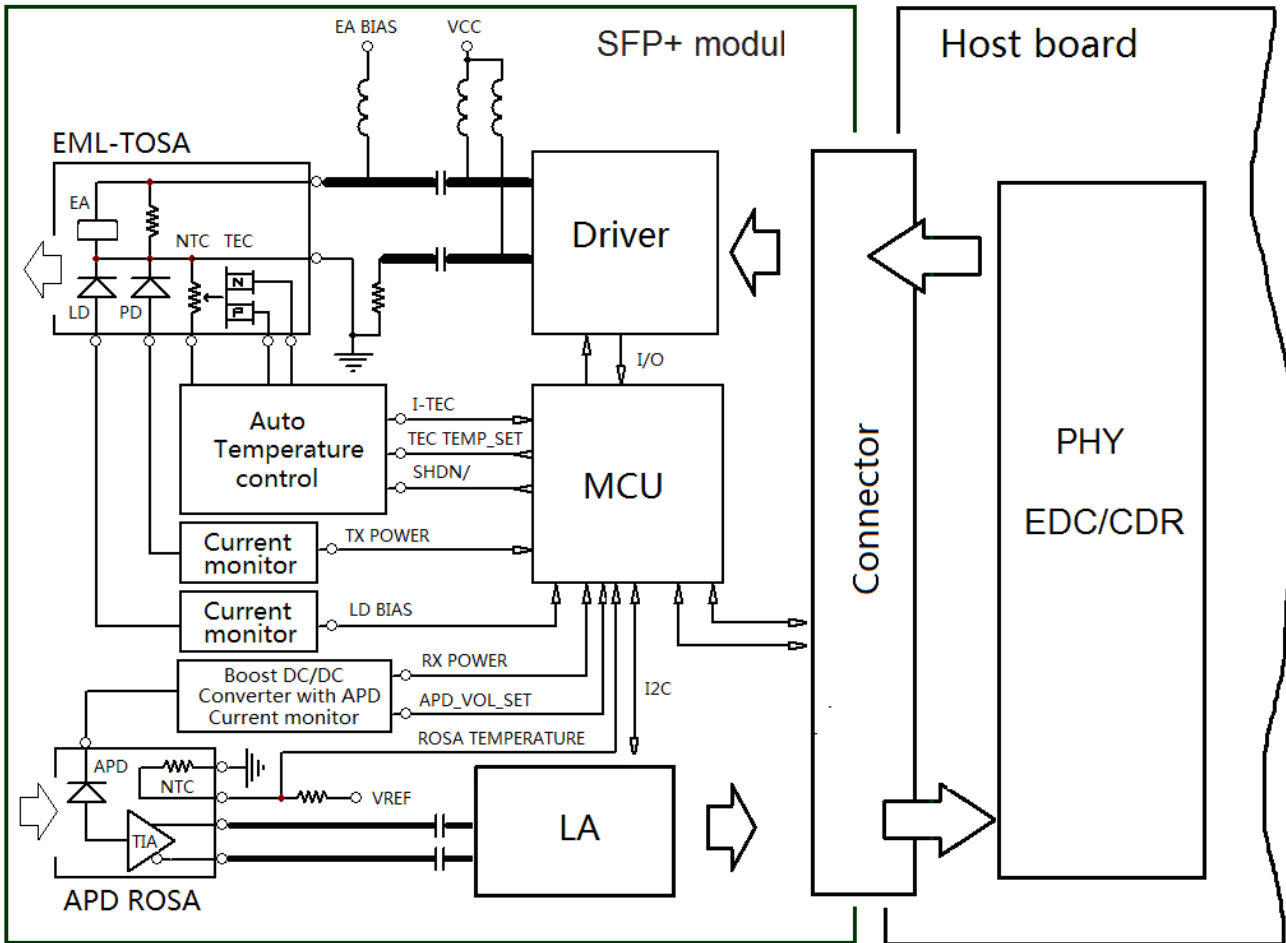 EA BIAS
VCC
SFP+ modul
Host board
EML-TOSA
EA
NTC
TEC
N
P
LD
PD
Driver
I/O
Auto
Temperature
control
I-TEC
TEC TEMP_SET
SHDN/
MCU
Connector
PHY
EDC/CDR
Current
monitor
TX POWER
Current
monitor
LD BIAS
Boost DC/DC
Converter with APD
Current monitor
RX POWER
APD_VOL_SET
I2C
ROSA TEMPERATURE
APD
NTC
VREF
TIA
LA
APD ROSA